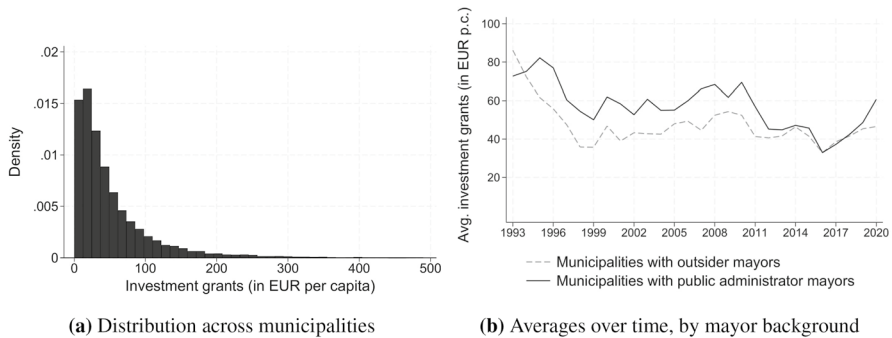 .02
.015
.01
.005
0
Density
0 100 200 300 400 500
Investment grants (in EUR per capita)
(a) Distribution across municipalities
100
80
60
40
20
Avg. investment grants (in EUR p.c.)
1993 1996 1999 2002 2005 2008 2011 2014 2017 2020
Municipalities with outsider mayors
Municipalities with public administrator mayors
(b) Averages over time, by mayor background